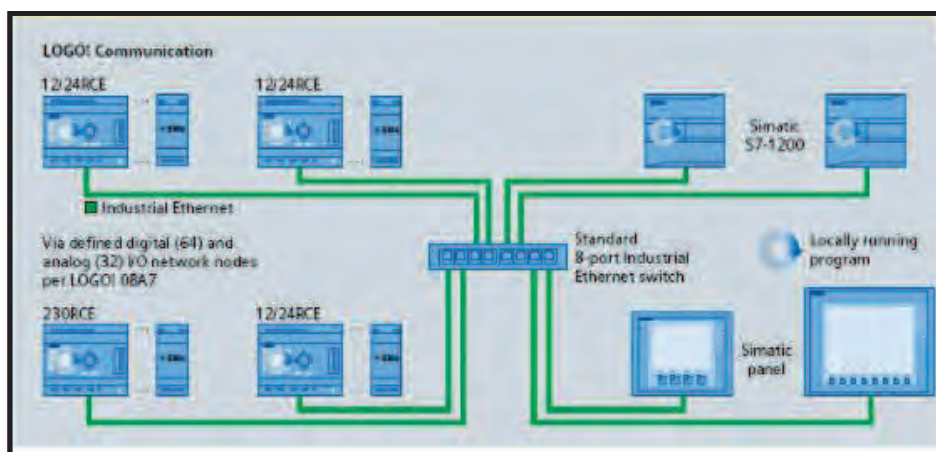 LOGO! Communication
12/24RCE
12/24RCE
Simatic
S7-1200
Industrial Ethernet
Via defined digital (64) and
analog (32) I/O network nodes
per LOGO! 0BA7
Standard
8-port Industrial
Ethernet switch
Locally running
program
230RCE
12/24RCE
Simatic
panel